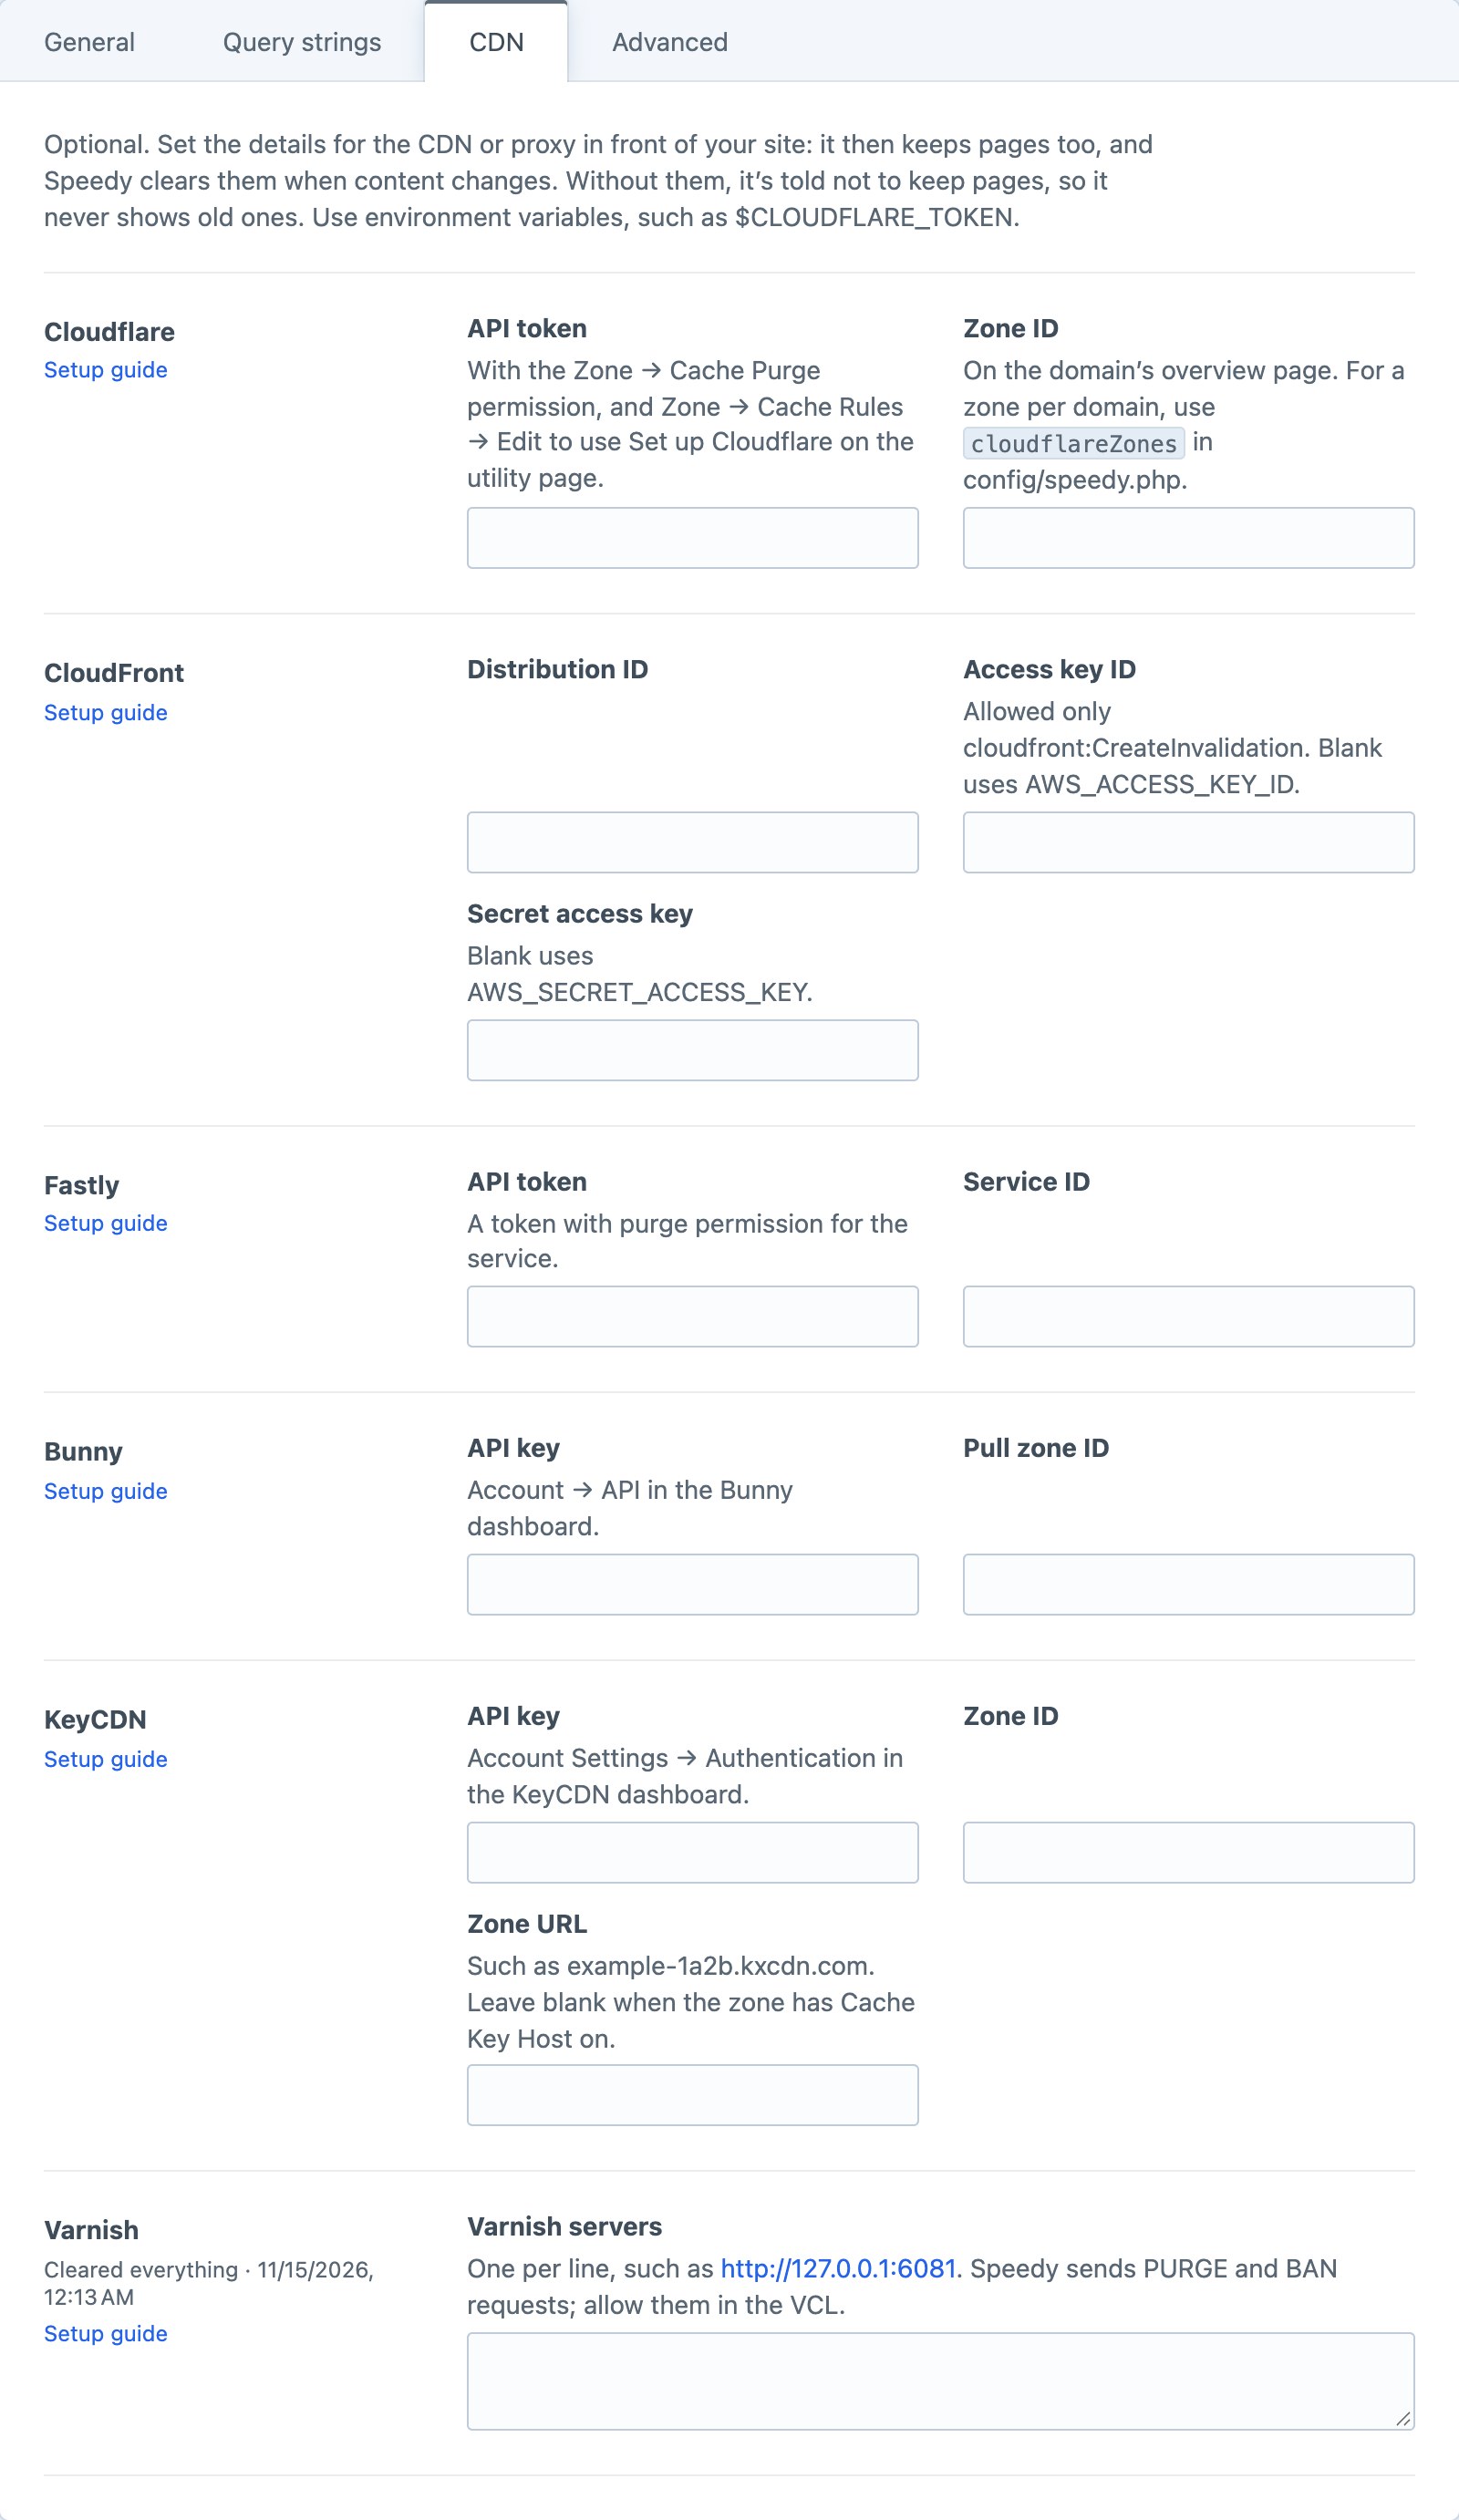 General
Query strings
CDN
Advanced
Optional. Set the details for the CDN or proxy in front of your site: it then keeps pages too, and
Speedy clears them when content changes. Without them, it’s told not to keep pages, so it
never shows old ones. Use environment variables, such as $CLOUDFLARE_TOKEN.
Cloudflare
Setup guide
API token
With the Zone → Cache Purge
permission, and Zone → Cache Rules
→ Edit to use Set up Cloudflare on the
utility page.
Zone ID
On the domain’s overview page. For a
zone per domain, use
cloudflareZones in
config/speedy.php.
CloudFront
Setup guide
Distribution ID
Access key ID
Allowed only
cloudfront:CreateInvalidation. Blank
uses AWS_ACCESS_KEY_ID.
Secret access key
Blank uses
AWS_SECRET_ACCESS_KEY.
Fastly
Setup guide
API token
A token with purge permission for the
service.
Service ID
Bunny
Setup guide
API key
Account → API in the Bunny
dashboard.
Pull zone ID
KeyCDN
Setup guide
API key
Account Settings → Authentication in
the KeyCDN dashboard.
Zone ID
Zone URL
Such as example-1a2b.kxcdn.com.
Leave blank when the zone has Cache
Key Host on.
Varnish
Cleared everything · 11/15/2026,
12:13 AM
Setup guide
Varnish servers
One per line, such as http://127.0.0.1:6081. Speedy sends PURGE and BAN
requests; allow them in the VCL.